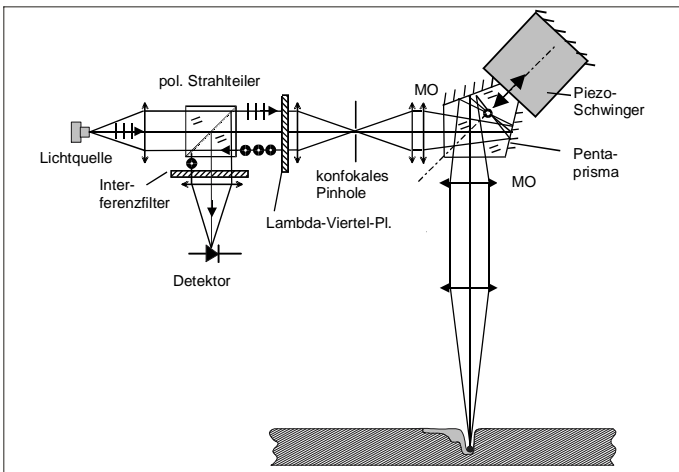 pol. Strahlteiler
MO
Piezo-
Schwinger
Lichtquelle
Penta-
prisma
Inter-
ferenzfilter
konfokales
Pinhole
MO
Lambda-Viertel-Pl.
Detektor